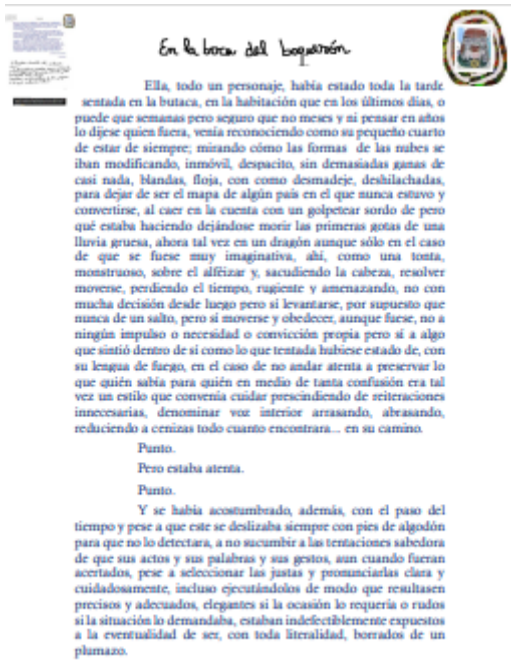 En la boca del boquerón
Ella, todo un personaje, había estado toda la tarde
sentada en la butaca, en la habitación que en los últimos días, o
puede que semanas pero seguro que no meses y ni pensar en años
lo dijese quien fuera, venía reconociendo como su pequeño cuarto
de estar de siempre; mirando cómo las formas de las nubes se
iban modificando, inmóvil, despacito, sin demasiadas ganas de
casi nada, blandas, floja, con como desmadeje, deshilachadas,
para dejar de ser el mapa de algún país en el que nunca estuvo y
convertirse, al caer en la cuenta con un golpetear sordo de pero
qué estaba haciendo dejándose morir las primeras gotas de una
lluvia gruesa, ahora tal vez en un dragón aunque sólo en el caso
de que se fuese muy imaginativa, ahí, como una tonta,
monstruoso, sobre el alféizar y, sacudiendo la cabeza, resolver
moverse, perdiendo el tiempo, rugiente y amenazando, no con
mucha decisión desde luego pero sí levantarse, por supuesto que
nunca de un salto, pero sí moverse y obedecer, aunque fuese, no a
ningún impulso o necesidad o convicción propia pero sí a algo
que sintió dentro de sí como lo que tentada hubiese estado de, con
su lengua de fuego, en el caso de no andar atenta a preservar lo
que quién sabía para quién en medio de tanta confusión era tal
vez un estilo que convenía cuidar prescindiendo de reiteraciones
innecesarias, denominar voz interior arrasando, abrasando,
reduciendo a cenizas todo cuanto encontrara... en su camino.
Punto.
Pero estaba atenta.
Punto.
Y se había acostumbrado, además, con el paso del
tiempo y pese a que este se deslizaba siempre con pies de algodón
para que no lo detectara, a no sucumbir a las tentaciones sabedora
de que sus actos y sus palabras y sus gestos, aun cuando fueran
acertados, pese a seleccionar las justas y pronunciarlas clara y
cuidadosamente, incluso ejecutándolos de modo que resultasen
precisos y adecuados, elegantes si la ocasión lo requería o rudos
si la situación lo demandaba, estaban indefectiblemente expuestos
a la eventualidad de ser, con toda literalidad, borrados de un
plumazo.